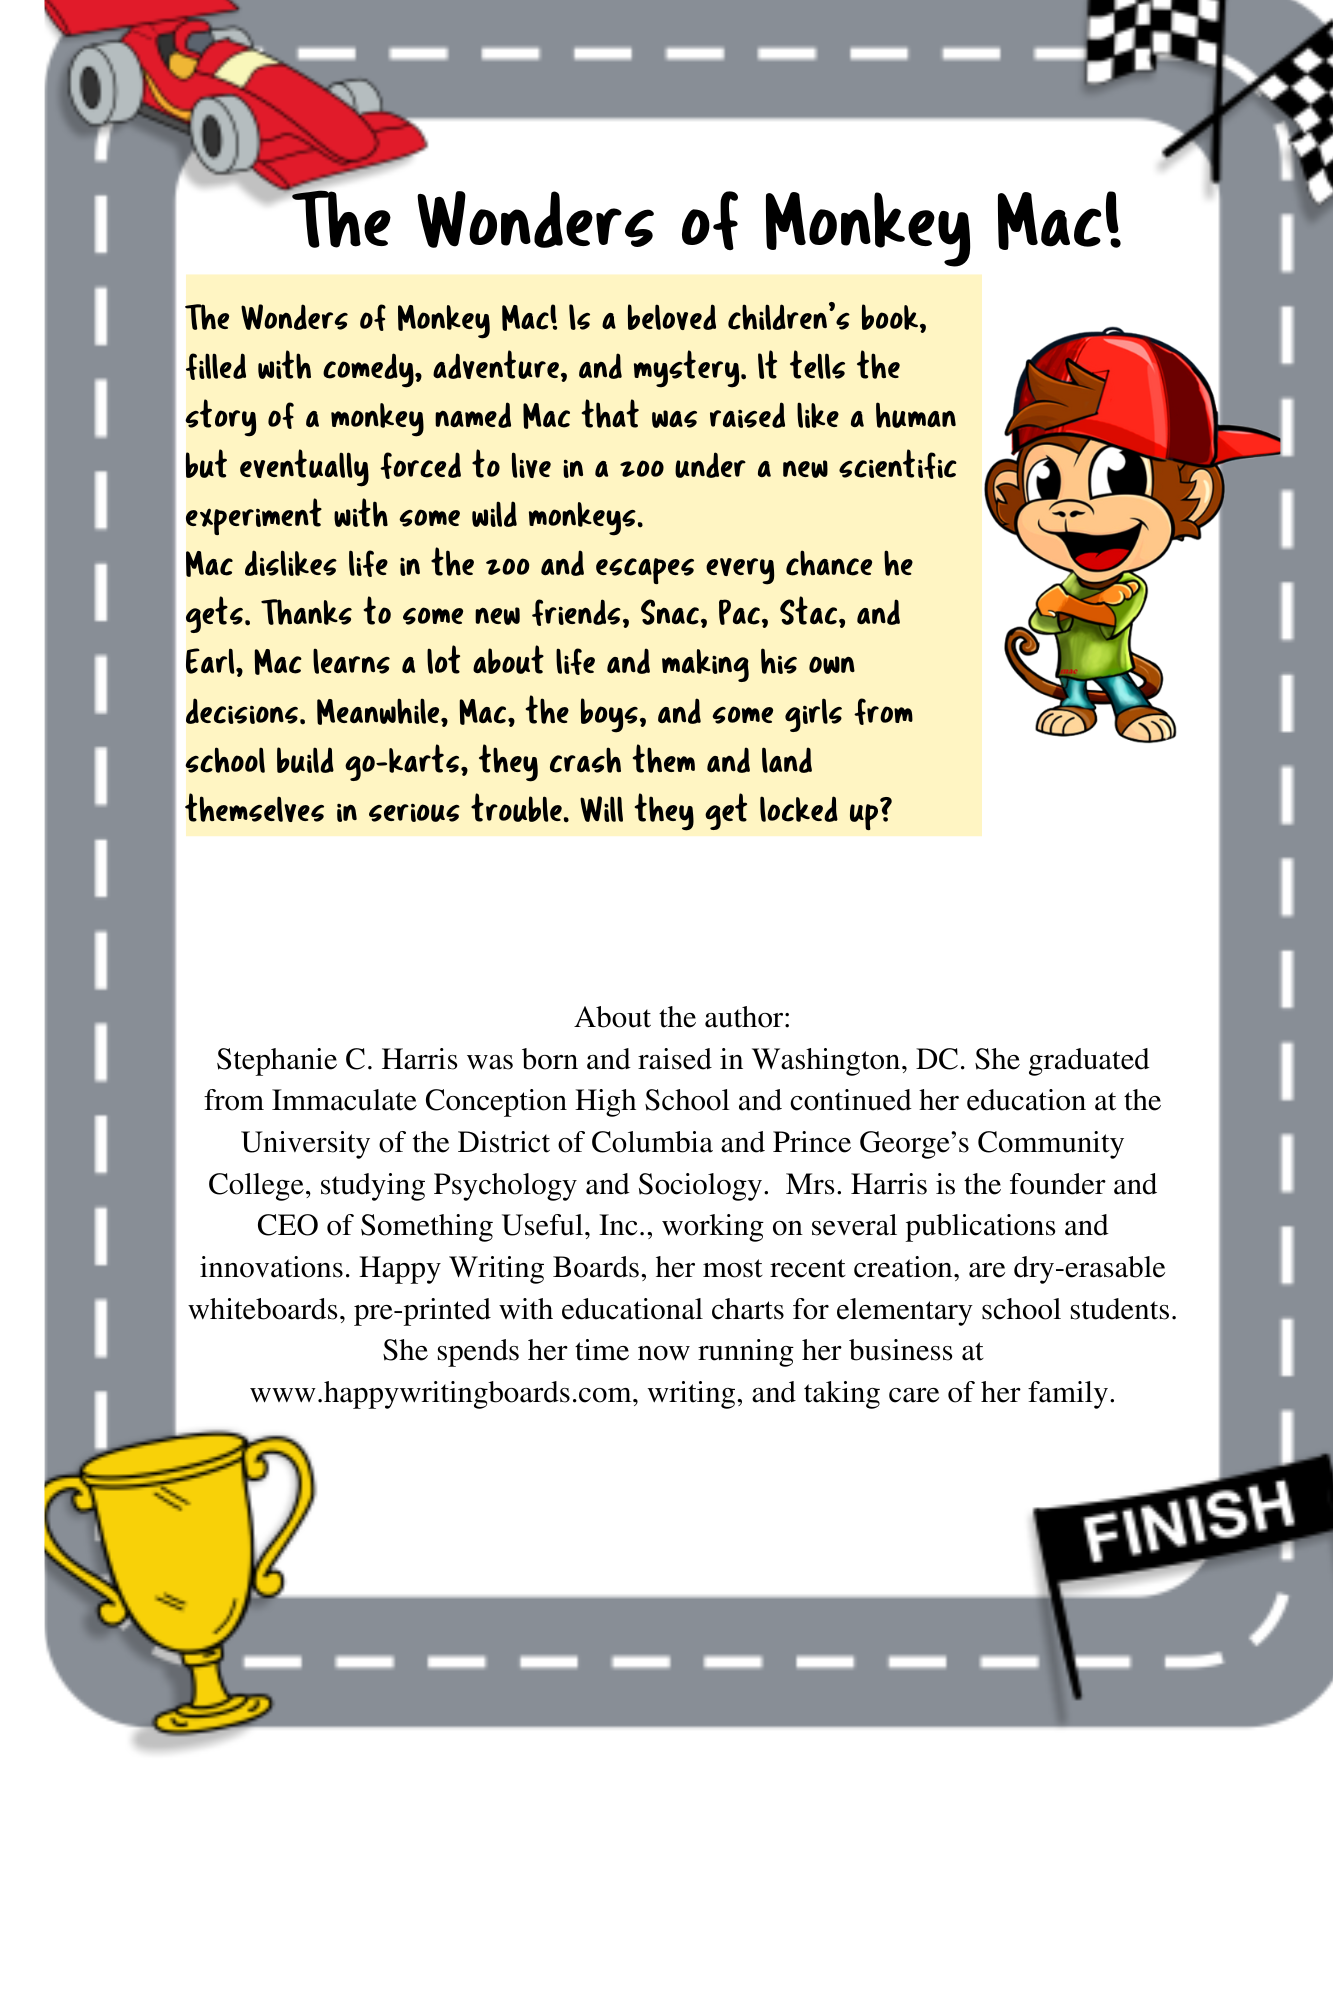 The Wonders of Monkey Mac!
The Wonders of Monkey Mac! Is a beloved children's book,
filled with comedy, adventure, and mystery. It tells the
story of a monkey named Mac that was raised like a human
but eventually forced to live in a zoo under a new scientific
experiment with some wild monkeys.
Mac dislikes life in the zoo and escapes every chance he
gets. Thanks to some new friends, Snac, Pac, Stac, and
Earl, Mac learns a lot about life and making his own
decisions. Meanwhile, Mac, the boys, and some girls from
school build go-karts, they crash them and land
themselves in serious trouble. Will they get locked up?
About the author:
Stephanie C. Harris was born and raised in Washington, DC. She graduated
from Immaculate Conception High School and continued her education at the
University of the District of Columbia and Prince George’s Community
College, studying Psychology and Sociology.  Mrs. Harris is the founder and
CEO of Something Useful, Inc., working on several publications and
innovations. Happy Writing Boards, her most recent creation, are dry-erasable
whiteboards, pre-printed with educational charts for elementary school students.
She spends her time now running her business at
www.happywritingboards.com, writing, and taking care of her family.
FINISH